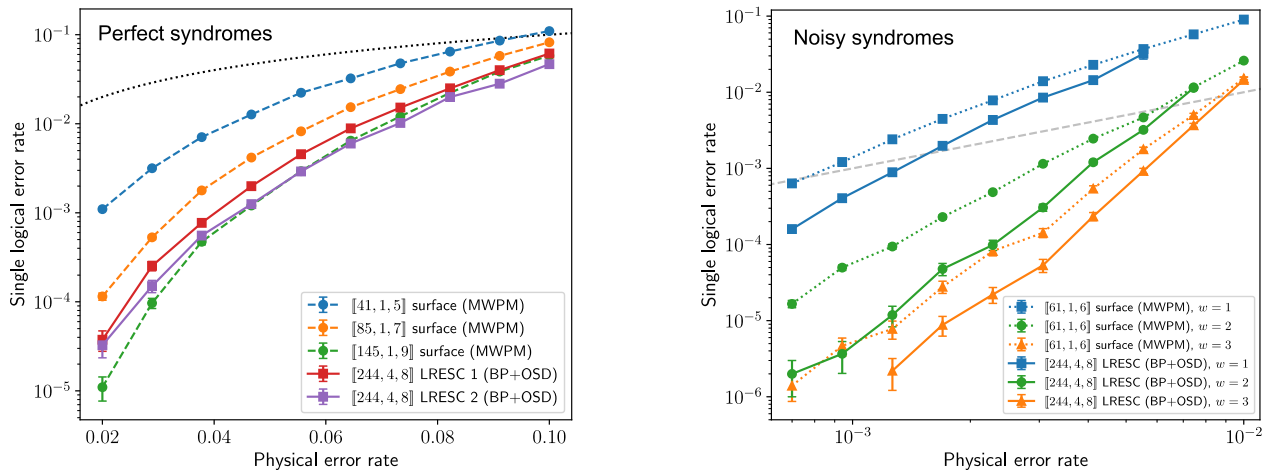 Perfect syndromes
Single logical error rate
10⁻¹
10⁻²
10⁻³
10⁻⁴
10⁻⁵
⟦41, 1, 5⟧ surface (MWPM)
⟦85, 1, 7⟧ surface (MWPM)
⟦145, 1, 9⟧ surface (MWPM)
⟦244, 4, 8⟧ LRESC 1 (BP+OSD)
⟦244, 4, 8⟧ LRESC 2 (BP+OSD)
0.02 0.04 0.06 0.08 0.10
Physical error rate
Noisy syndromes
Single logical error rate
10⁻¹
10⁻²
10⁻³
10⁻⁴
10⁻⁵
10⁻⁶
⟦61, 1, 6⟧ surface (MWPM), w = 1
⟦61, 1, 6⟧ surface (MWPM), w = 2
⟦61, 1, 6⟧ surface (MWPM), w = 3
⟦244, 4, 8⟧ LRESC (BP+OSD), w = 1
⟦244, 4, 8⟧ LRESC (BP+OSD), w = 2
⟦244, 4, 8⟧ LRESC (BP+OSD), w = 3
10⁻³ 10⁻²
Physical error rate